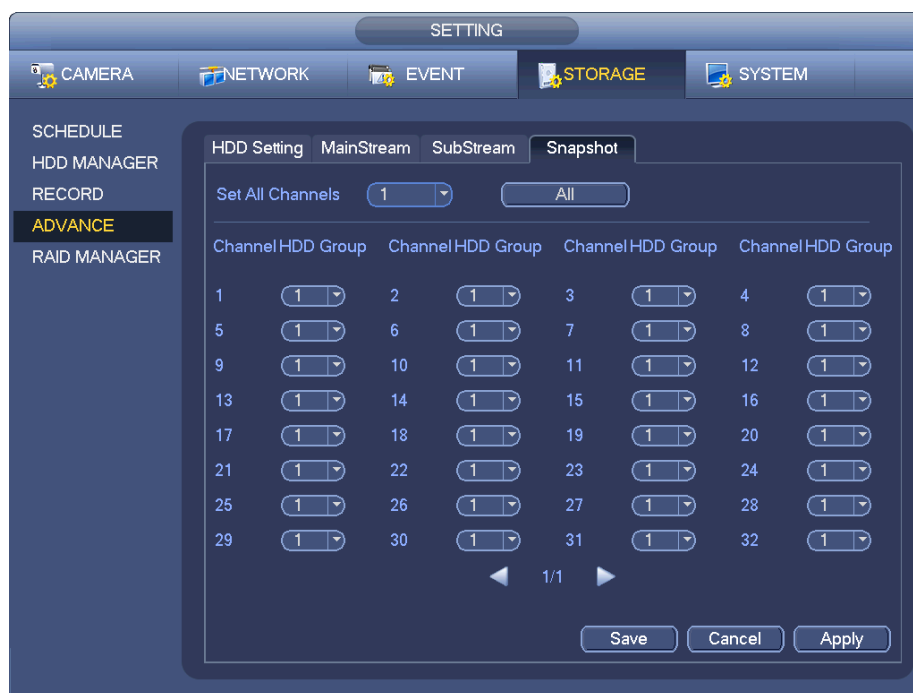 SETTING
CAMERA NETWORK EVENT STORAGE SYSTEM
SCHEDULE
HDD MANAGER
RECORD
ADVANCE
RAID MANAGER
HDD Setting MainStream SubStream Snapshot
Set All Channels 1 All
Channel HDD Group Channel HDD Group Channel HDD Group Channel HDD Group
1 1 2 1 3 1 4 1
5 1 6 1 7 1 8 1
9 1 10 1 11 1 12 1
13 1 14 1 15 1 16 1
17 1 18 1 19 1 20 1
21 1 22 1 23 1 24 1
25 1 26 1 27 1 28 1
29 1 30 1 31 1 32 1
1/1
Save Cancel Apply